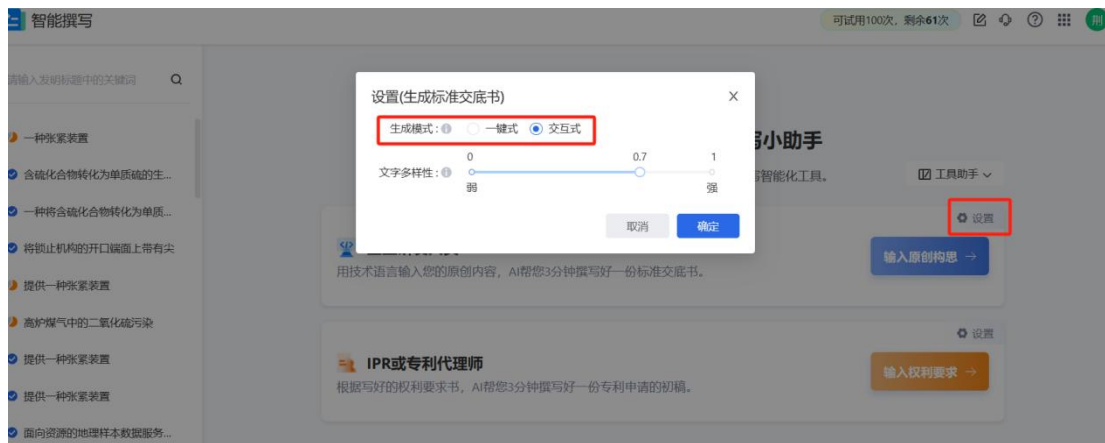 智能撰写
可试用100次，剩余61次
荆
请输入发明标题中的关键词
一种张紧装置
含硫化合物转化为单质硫的生...
一种将含硫化合物转化为单质...
将锁止机构的开口端面上带有尖
提供一种张紧装置
高炉煤气中的二氧化硫污染
提供一种张紧装置
提供一种张紧装置
面向资源的地理样本数据服务...
设置(生成标准交底书)
生成模式：
一键式
交互式
文字多样性：
0
0.7
1
弱
强
取消
确定
小助手
智能化工具。
工具助手
设置
用技术语言输入您的原创内容，AI帮您3分钟撰写好一份标准交底书。
输入原创构思 →
设置
IPR或专利代理师
根据写好的权利要求书，AI帮您3分钟撰写好一份专利申请的初稿。
输入权利要求 →